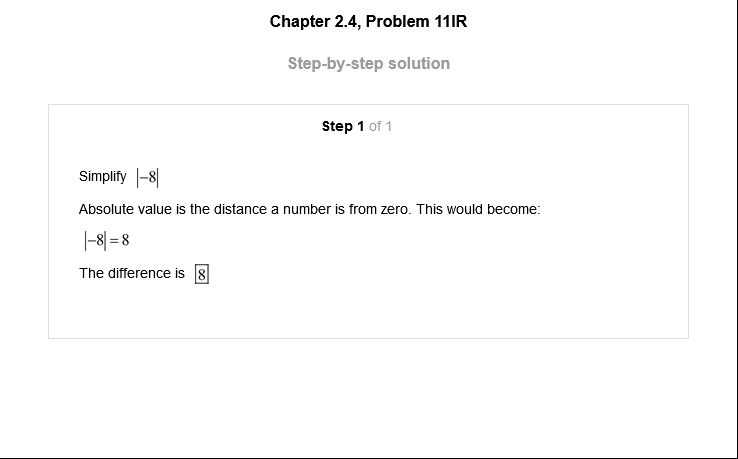 Chapter 2.4, Problem 11IR
Step-by-step solution
Step 1 of 1
Simplify |−8|
Absolute value is the distance a number is from zero. This would become:
|−8| = 8
The difference is 8